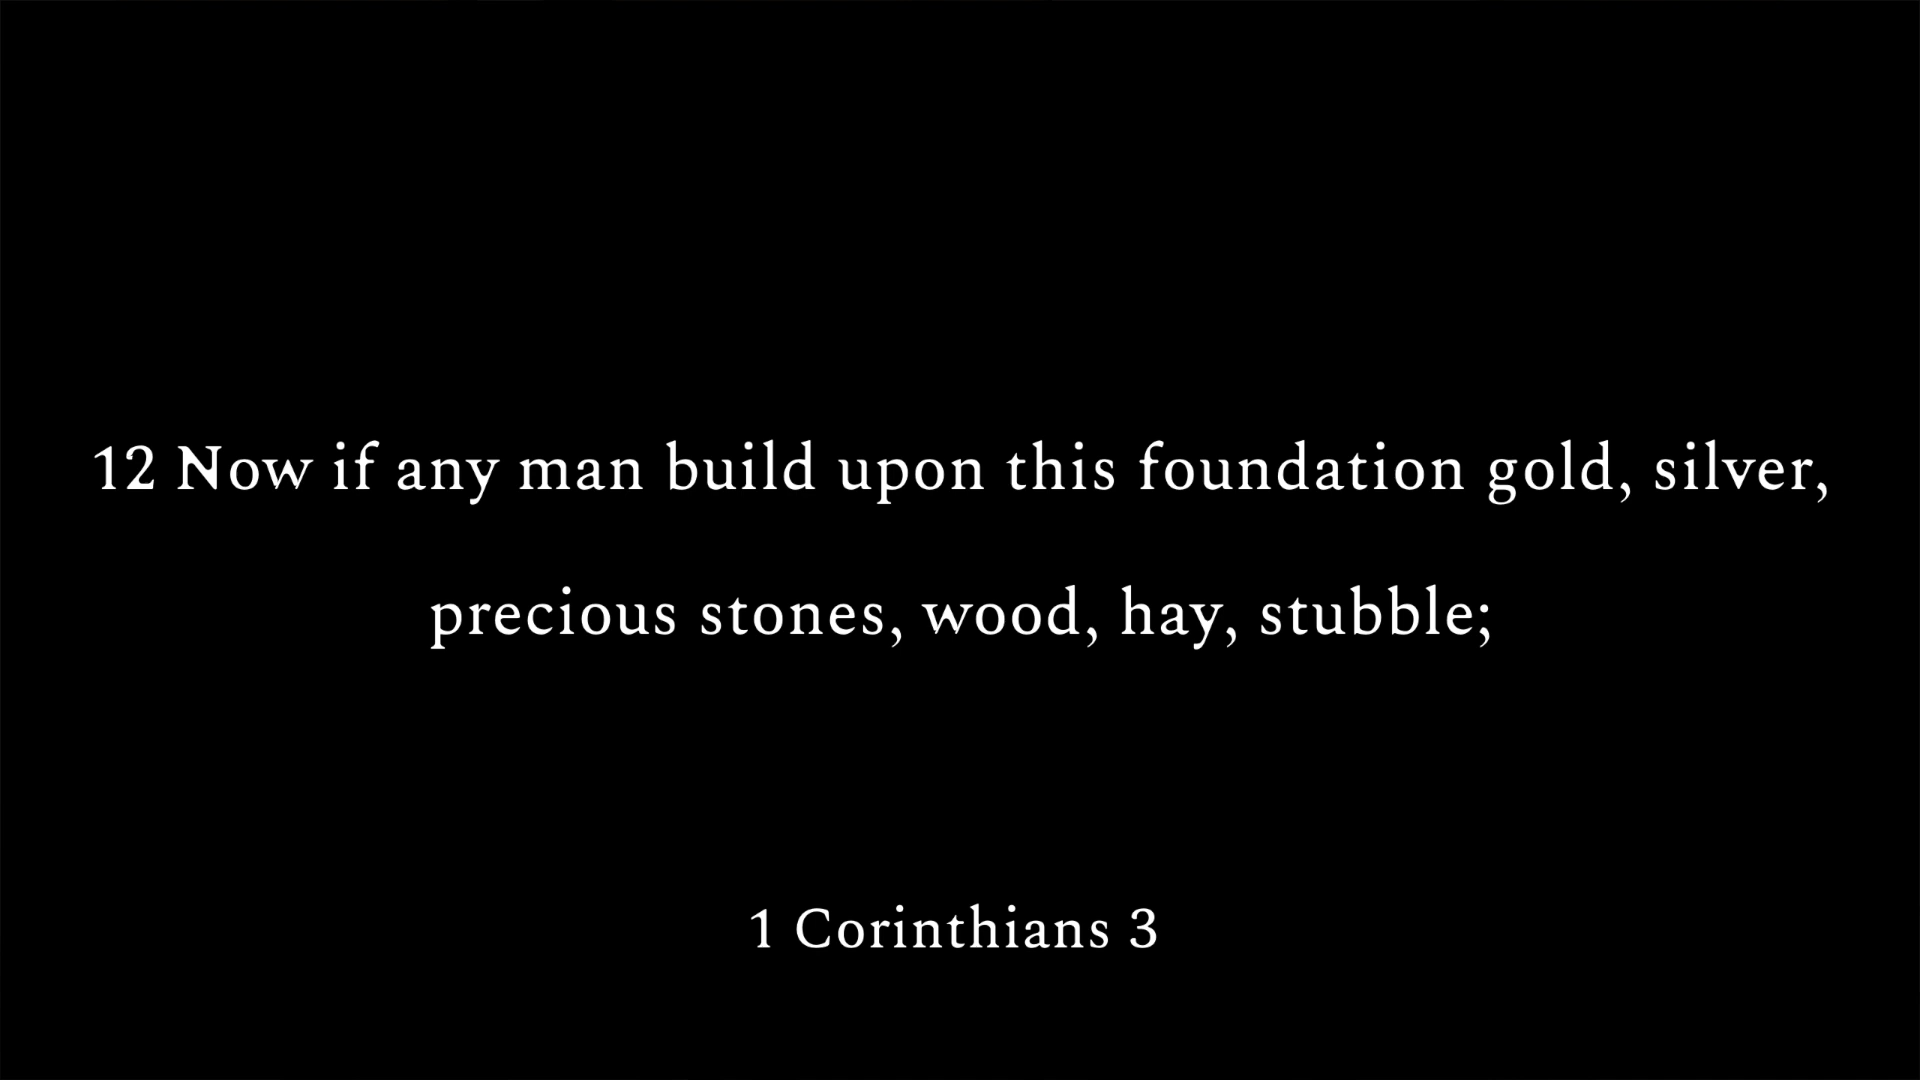 12 Now if any man build upon this foundation gold, silver,
precious stones, wood, hay, stubble;
1 Corinthians 3